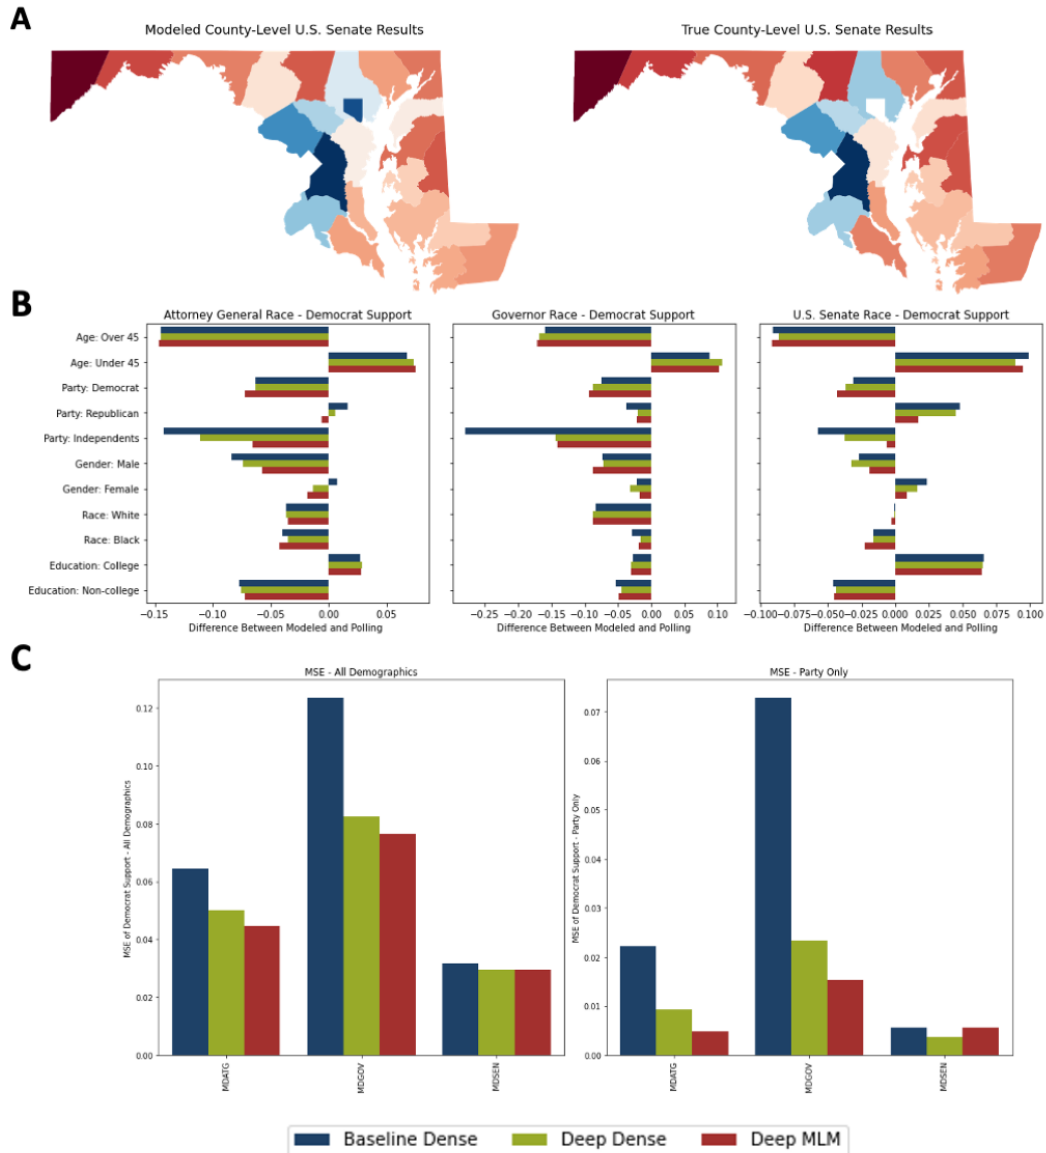 A
Modeled County-Level U.S. Senate Results
True County-Level U.S. Senate Results
B
Attorney General Race - Democrat Support
Governor Race - Democrat Support
U.S. Senate Race - Democrat Support
Age: Over 45
Age: Under 45
Party: Democrat
Party: Republican
Party: Independents
Gender: Male
Gender: Female
Race: White
Race: Black
Education: College
Education: Non-college
−0.15 −0.10 −0.05 0.00 0.05
−0.25 −0.20 −0.15 −0.10 −0.05 0.00 0.05 0.10
−0.100 −0.075 −0.050 −0.025 0.000 0.025 0.050 0.075 0.100
Difference Between Modeled and Polling
Difference Between Modeled and Polling
Difference Between Modeled and Polling
C
MSE - All Demographics
MSE of Democrat Support - All Demographics
0.12
0.10
0.08
0.06
0.04
0.02
0.00
MDATG
MDGOV
MDSEN
MSE - Party Only
MSE of Democrat Support - Party Only
0.07
0.06
0.05
0.04
0.03
0.02
0.01
0.00
MDATG
MDGOV
MDSEN
Baseline Dense
Deep Dense
Deep MLM